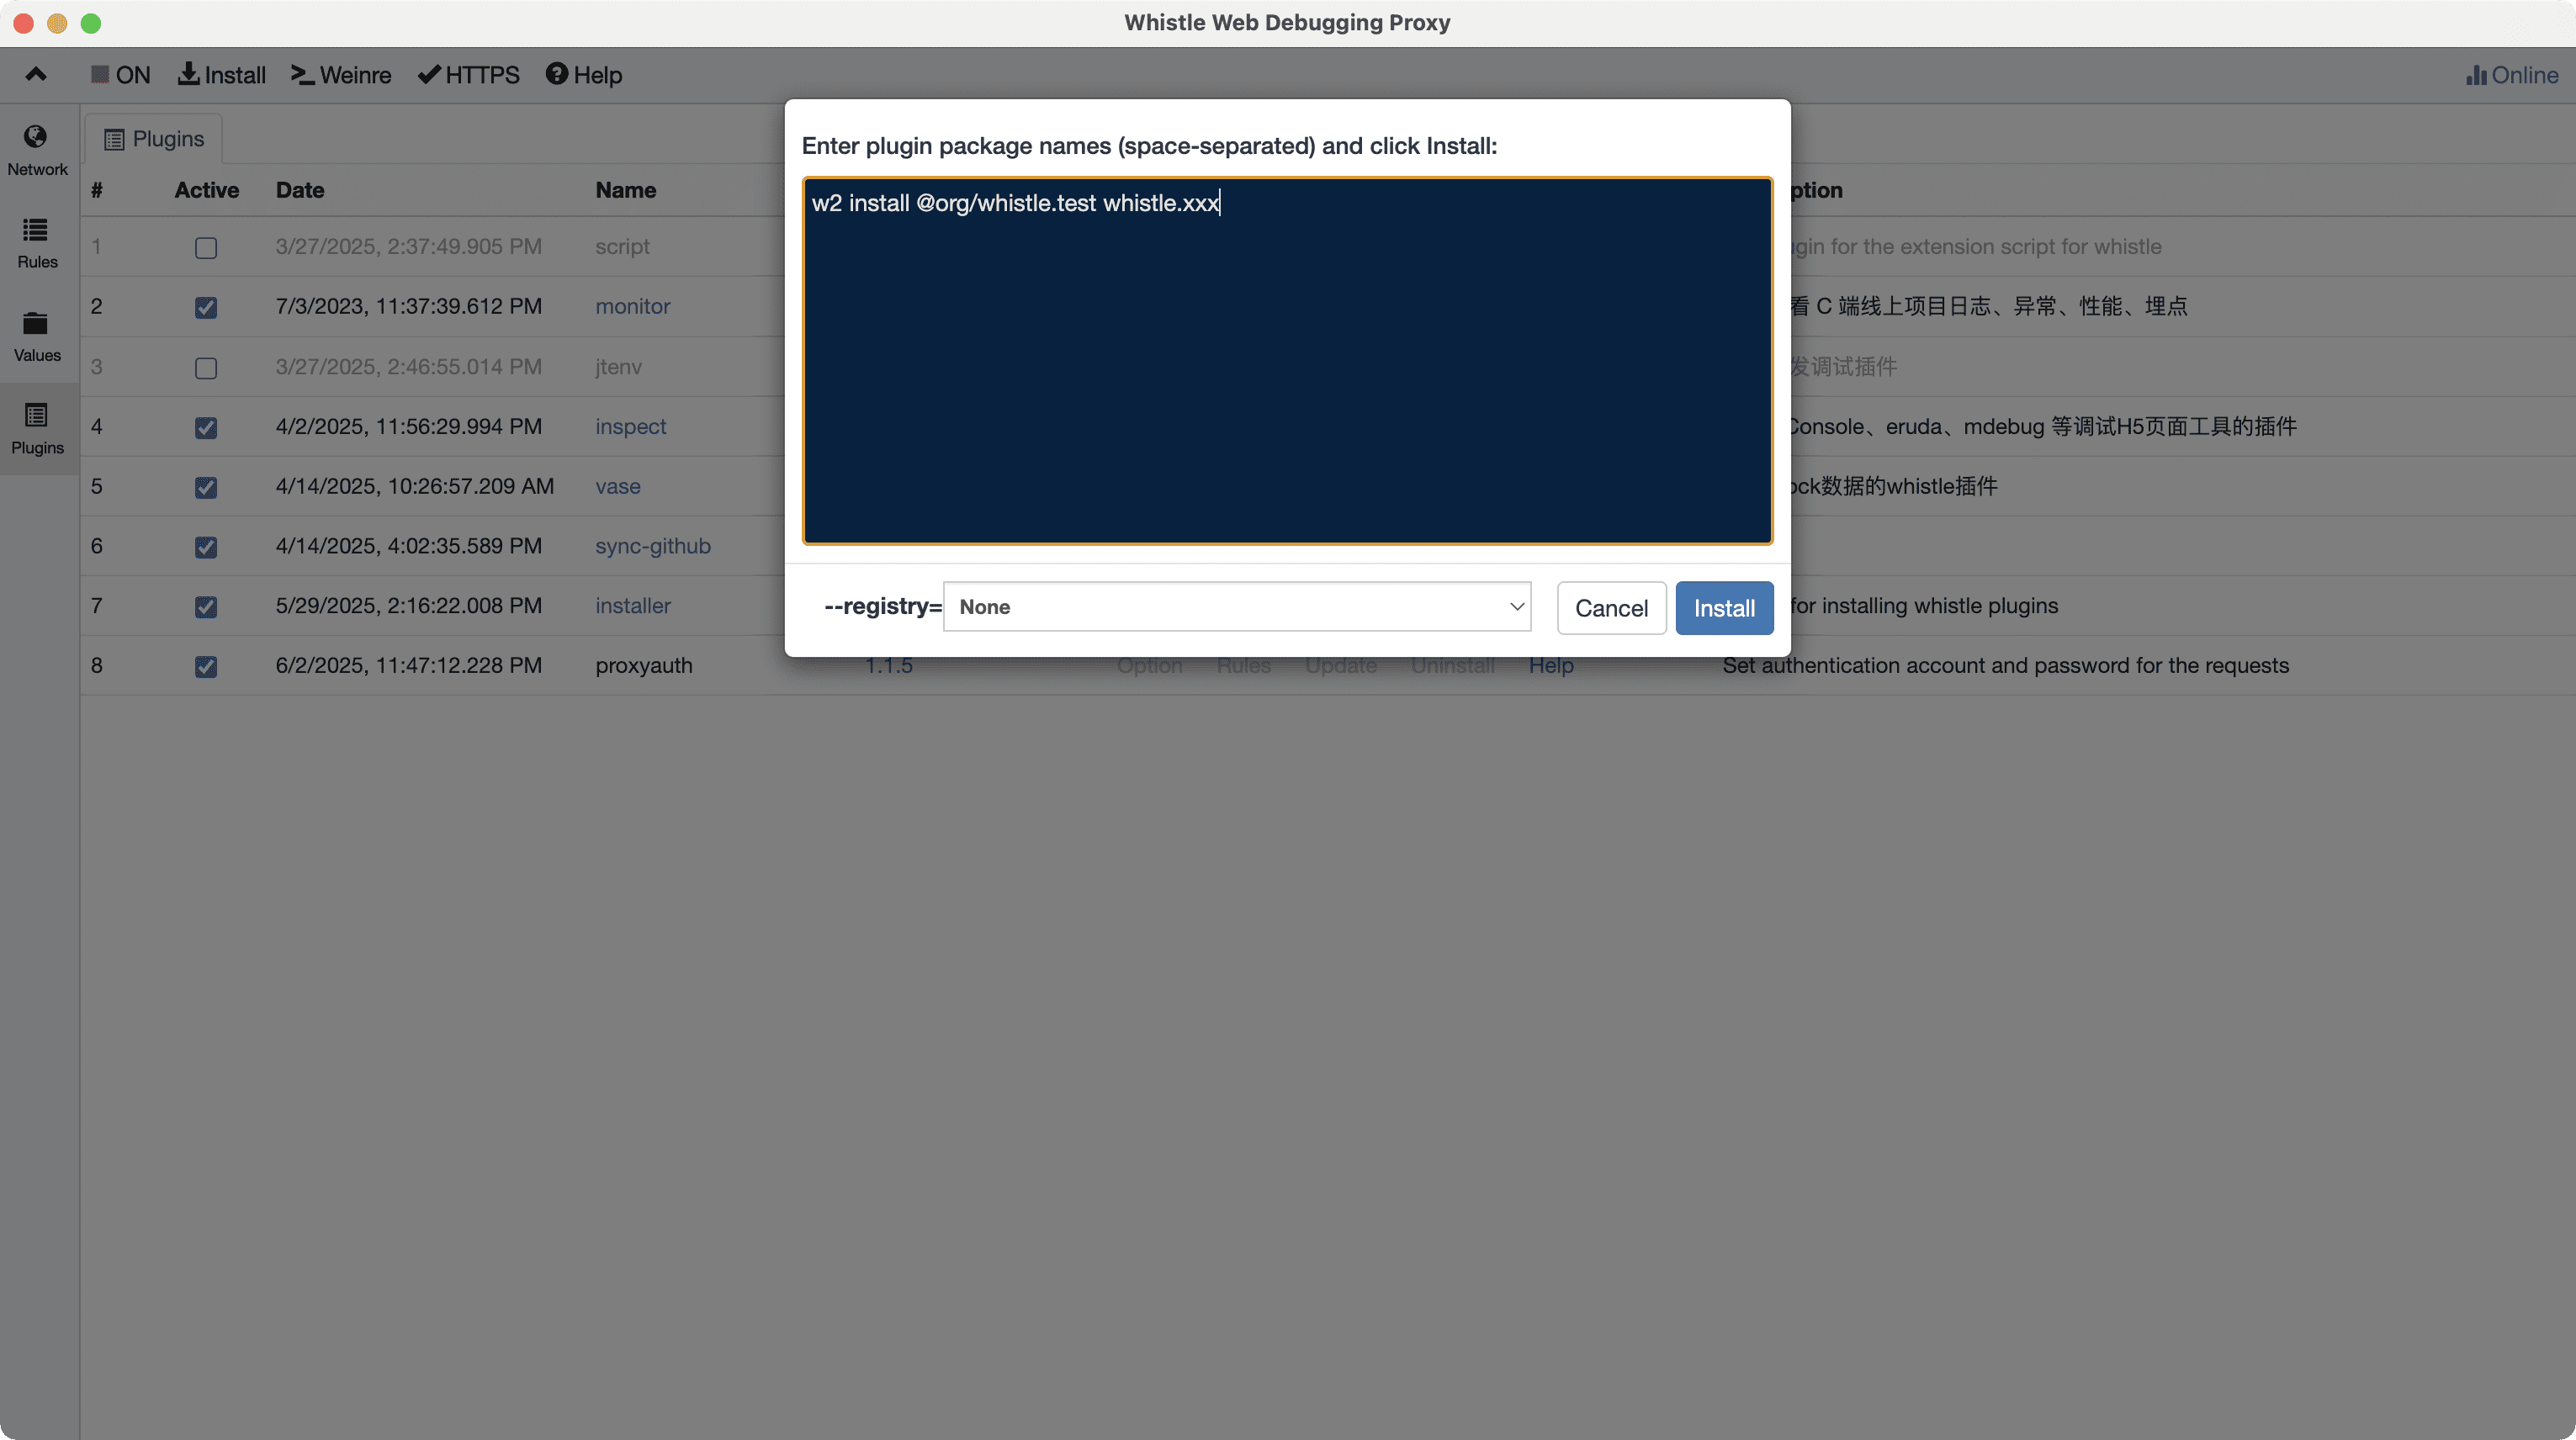 Whistle Web Debugging Proxy
ON Install Weinre HTTPS Help Online
Network
Rules
Values
Plugins
Plugins
# Active Date Name ption
1 3/27/2025, 2:37:49.905 PM script gin for the extension script for whistle
2 7/3/2023, 11:37:39.612 PM monitor 看 C 端线上项目日志、异常、性能、埋点
3 3/27/2025, 2:46:55.014 PM jtenv 发调试插件
4 4/2/2025, 11:56:29.994 PM inspect Console、eruda、mdebug 等调试H5页面工具的插件
5 4/14/2025, 10:26:57.209 AM vase ock数据的whistle插件
6 4/14/2025, 4:02:35.589 PM sync-github
7 5/29/2025, 2:16:22.008 PM installer for installing whistle plugins
8 6/2/2025, 11:47:12.228 PM proxyauth 1.1.5 Option Rules Update Uninstall Help Set authentication account and password for the requests
Enter plugin package names (space-separated) and click Install:
w2 install @org/whistle.test whistle.xxx
--registry= None Cancel Install